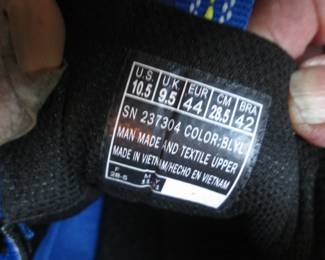 U.S. U.K. EUR CM BRA
10.5 9.5 44 28.5 42
SN 237304 COLOR:BLYL
MAN MADE AND TEXTILE UPPER
MADE IN VIETNAM/HECHO EN VIETNAM